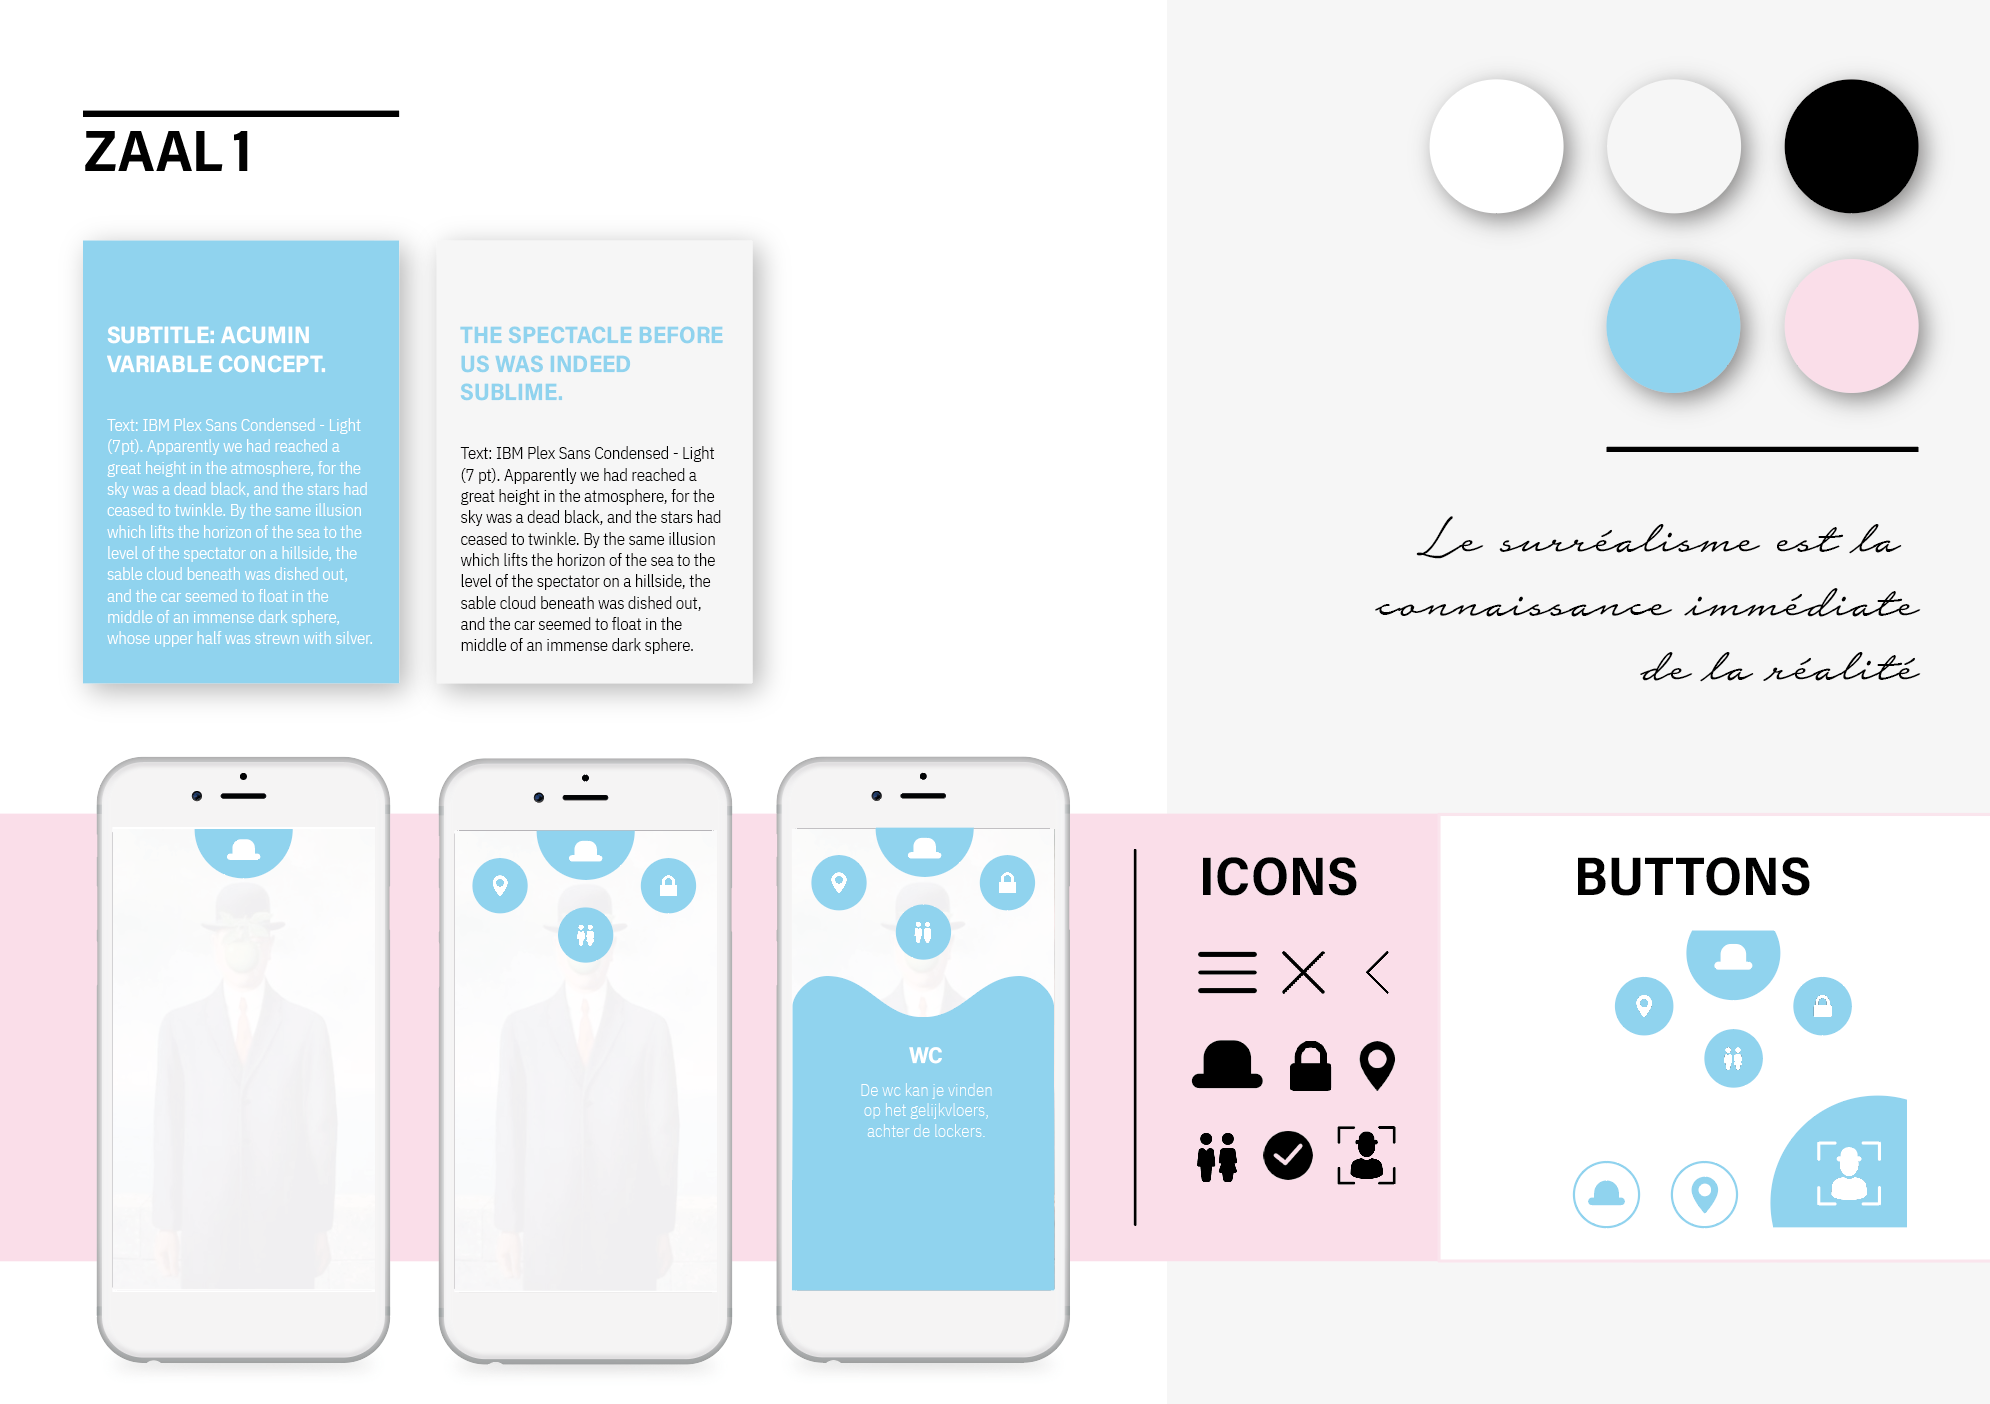 ZAAL 1
SUBTITLE: ACUMIN
VARIABLE CONCEPT.
Text: IBM Plex Sans Condensed - Light
(7pt). Apparently we had reached a
great height in the atmosphere, for the
sky was a dead black, and the stars had
ceased to twinkle. By the same illusion
which lifts the horizon of the sea to the
level of the spectator on a hillside, the
sable cloud beneath was dished out,
and the car seemed to float in the
middle of an immense dark sphere,
whose upper half was strewn with silver.
THE SPECTACLE BEFORE
US WAS INDEED
SUBLIME.
Text: IBM Plex Sans Condensed - Light
(7 pt). Apparently we had reached a
great height in the atmosphere, for the
sky was a dead black, and the stars had
ceased to twinkle. By the same illusion
which lifts the horizon of the sea to the
level of the spectator on a hillside, the
sable cloud beneath was dished out,
and the car seemed to float in the
middle of an immense dark sphere.
Le surréalisme est la
connaissance immédiate
de la réalité
WC
De wc kan je vinden
op het gelijkvloers,
achter de lockers.
ICONS
BUTTONS